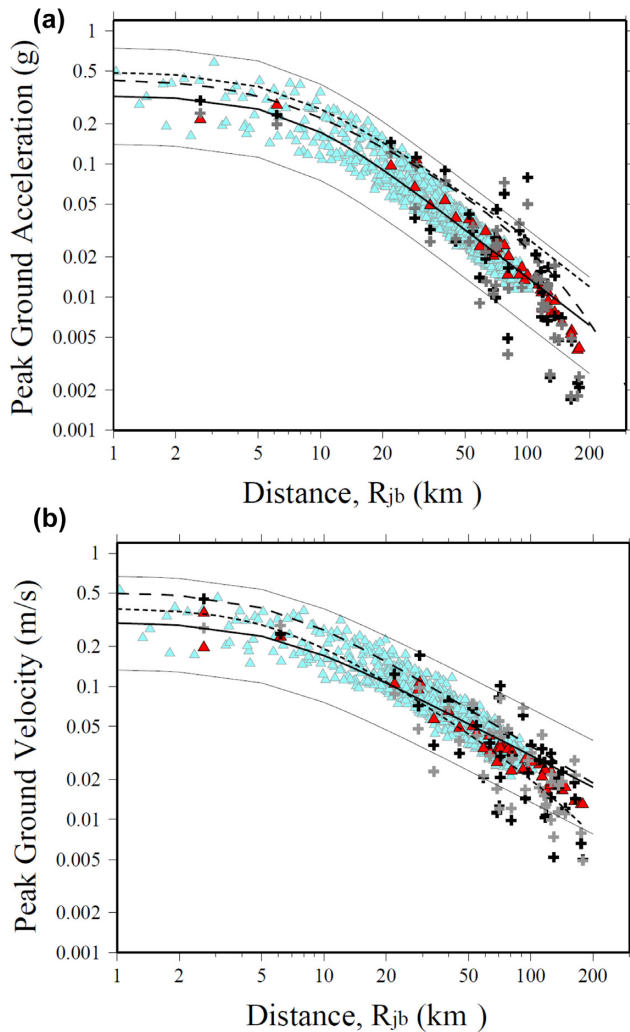 (a)
Peak Ground Acceleration (g)
1
0.5
0.2
0.1
0.05
0.02
0.01
0.005
0.002
0.001
1 2 5 10 20 50 100 200
Distance, Rjb (km )
(b)
Peak Ground Velocity (m/s)
1
0.5
0.2
0.1
0.05
0.02
0.01
0.005
0.002
0.001
1 2 5 10 20 50 100 200
Distance, Rjb (km )